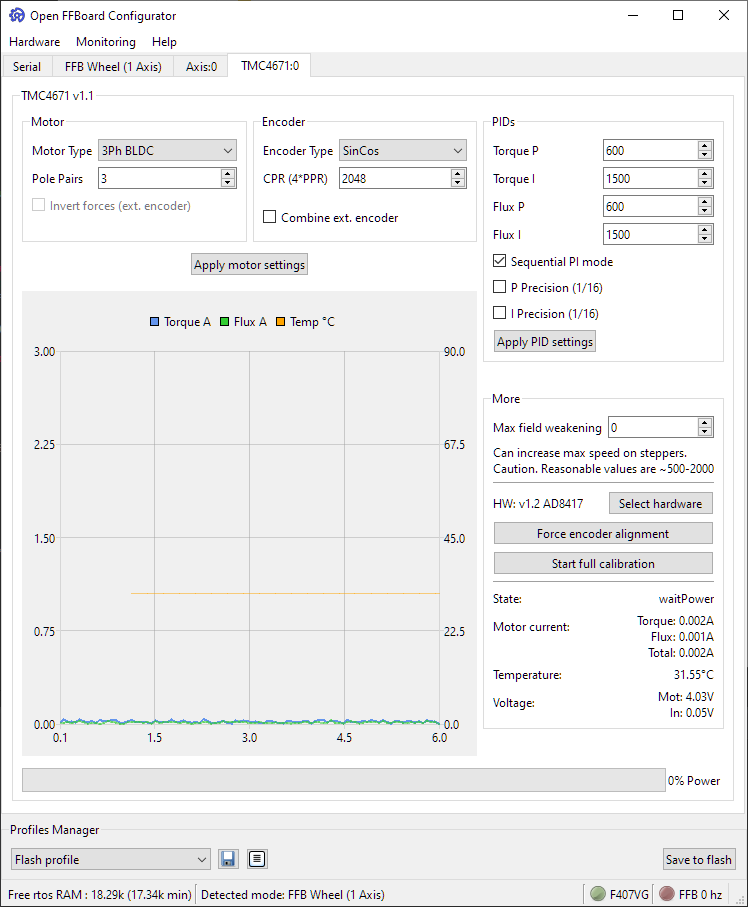 Open FFBoard Configurator
Hardware Monitoring Help
Serial FFB Wheel (1 Axis) Axis:0 TMC4671:0
TMC4671 v1.1
Motor
Motor Type 3Ph BLDC
Pole Pairs 3
Invert forces (ext. encoder)
Encoder
Encoder Type SinCos
CPR (4*PPR) 2048
Combine ext. encoder
Apply motor settings
PIDs
Torque P 600
Torque I 1500
Flux P 600
Flux I 1500
Sequential PI mode
P Precision (1/16)
I Precision (1/16)
Apply PID settings
Torque A Flux A Temp °C
3.00 90.0
2.25 67.5
1.50 45.0
0.75 22.5
0.00 0.0
0.1 1.5 3.0 4.5 6.0
More
Max field weakening 0
Can increase max speed on steppers.
Caution. Reasonable values are ~500-2000
HW: v1.2 AD8417 Select hardware
Force encoder alignment
Start full calibration
State: waitPower
Motor current: Torque: 0.002A
Flux: 0.001A
Total: 0.002A
Temperature: 31.55°C
Voltage: Mot: 4.03V
In: 0.05V
0% Power
Profiles Manager
Flash profile Save to flash
Free rtos RAM : 18.29k (17.34k min) Detected mode: FFB Wheel (1 Axis) F407VG FFB 0 hz